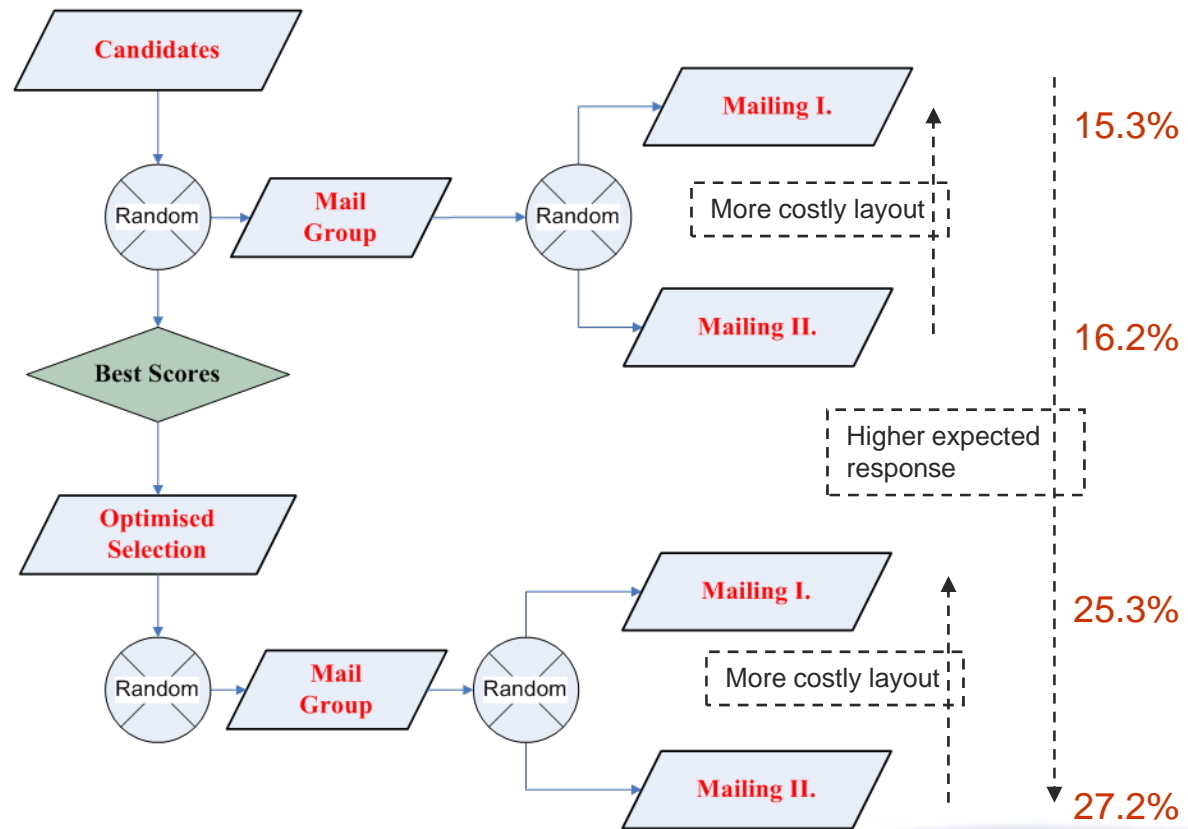 Candidates
Mailing I.
15.3%
Random
Mail
Group
Random
More costly layout
Mailing II.
16.2%
Best Scores
Higher expected
response
Optimised
Selection
Mailing I.
25.3%
Random
Mail
Group
Random
More costly layout
Mailing II.
27.2%